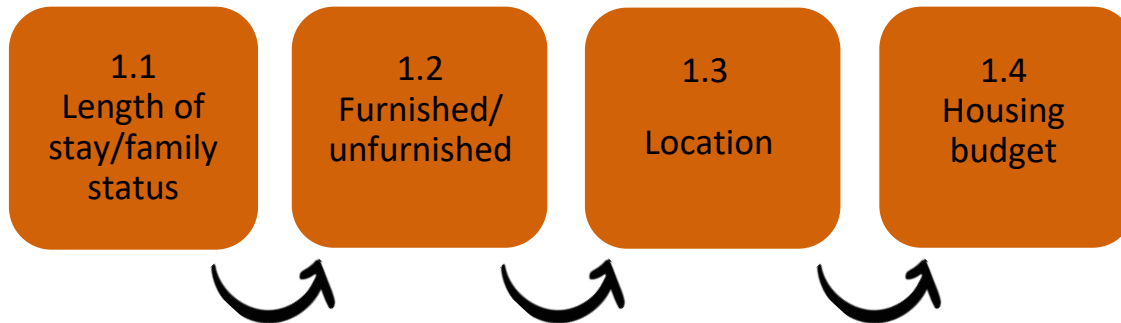 1.1
Length of
stay/family
status
1.2
Furnished/
unfurnished
1.3
Location
1.4
Housing
budget